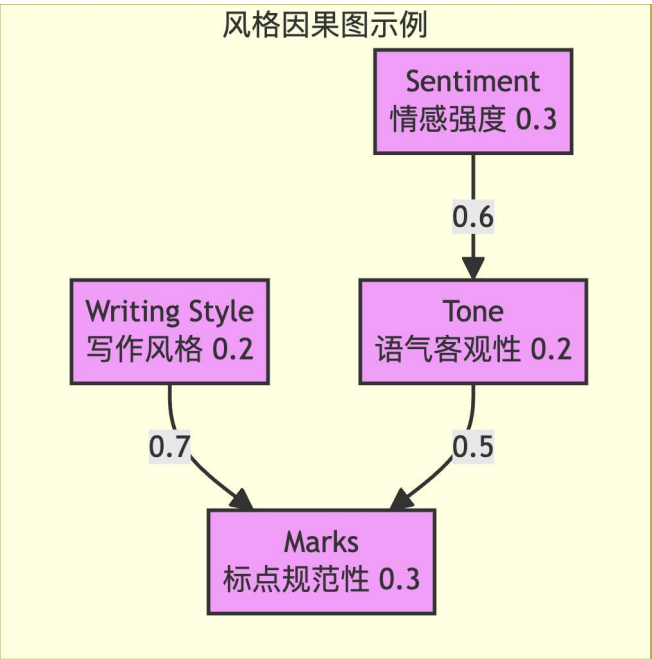 风格因果图示例
Sentiment
情感强度 0.3
0.6
Writing Style
写作风格 0.2
Tone
语气客观性 0.2
0.7
0.5
Marks
标点规范性 0.3